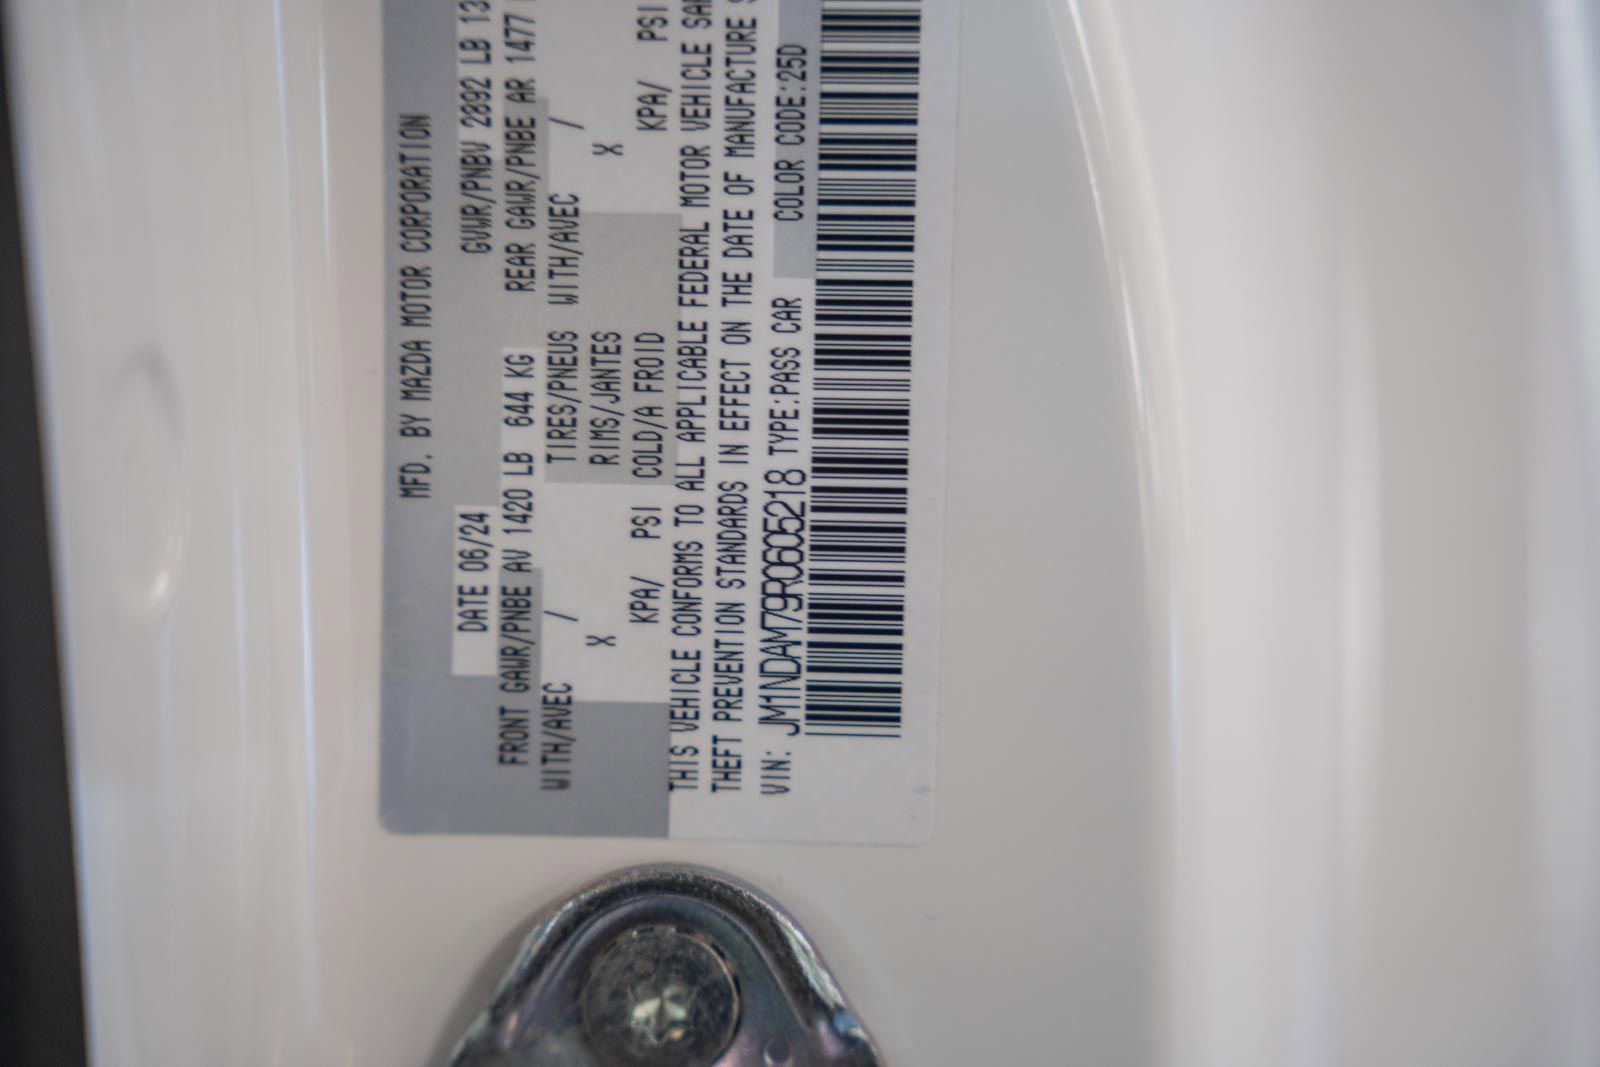 MFD. BY MAZDA MOTOR CORPORATION
DATE 06/24 GVWR/PNBV 2892 LB 13
FRONT GAWR/PNBE AV 1420 LB 644 KG REAR GAWR/PNBE AR 1477
WITH/AVEC / TIRES/PNEUS WITH/AVEC /
X RIMS/JANTES X
KPA/ PSI COLD/A FROID KPA/ PSI
THIS VEHICLE CONFORMS TO ALL APPLICABLE FEDERAL MOTOR VEHICLE
THEFT PREVENTION STANDARDS IN EFFECT ON THE DATE OF MANUFACTURE
VIN: JM1NDAM79R0605218 TYPE:PASS CAR COLOR CODE:25D